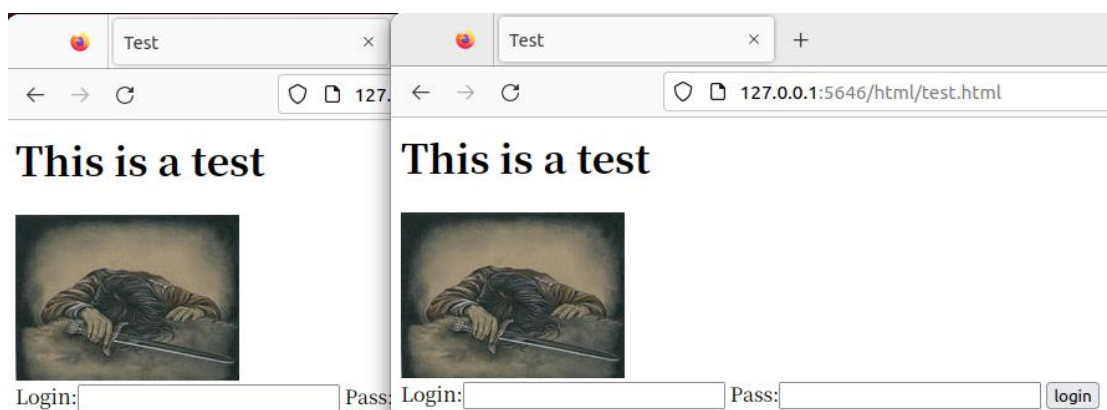 Test
127.
This is a test
Login: Pass:
Test
127.0.0.1:5646/html/test.html
This is a test
Login: Pass: login